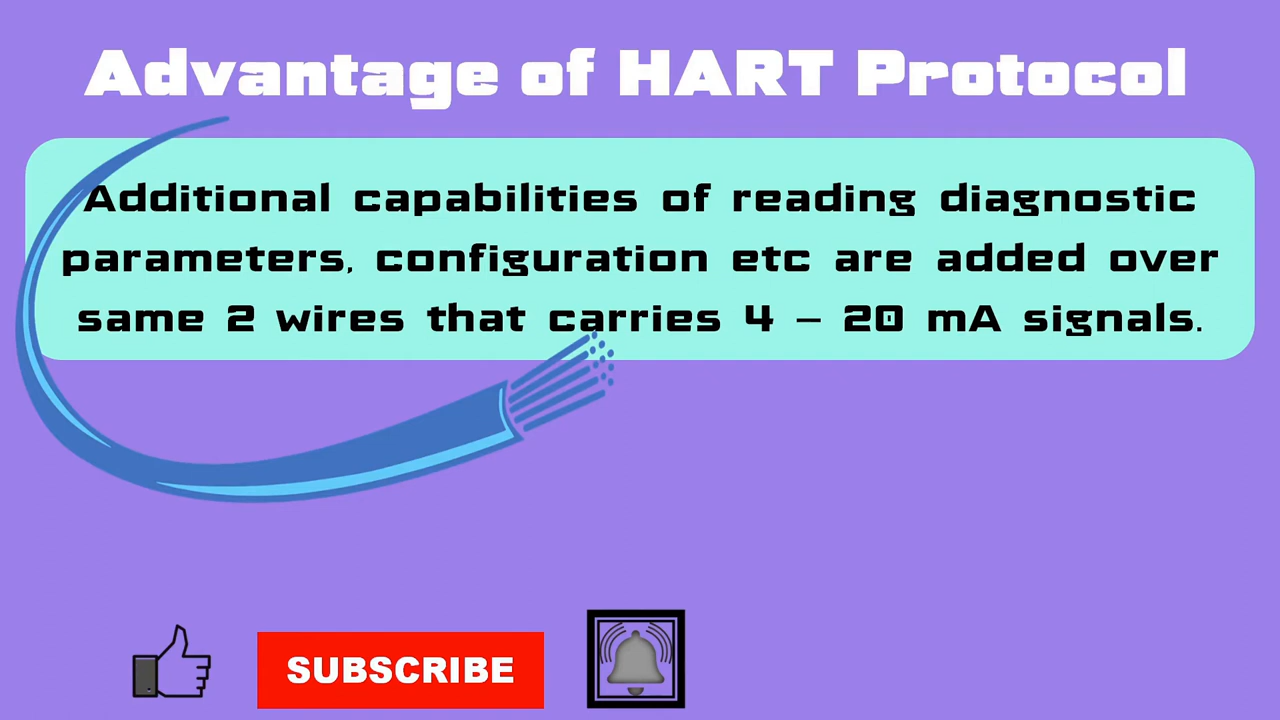 Advantage of HART Protocol
Additional capabilities of reading diagnostic
parameters, configuration etc are added over
same 2 wires that carries 4 – 20 mA signals.
SUBSCRIBE